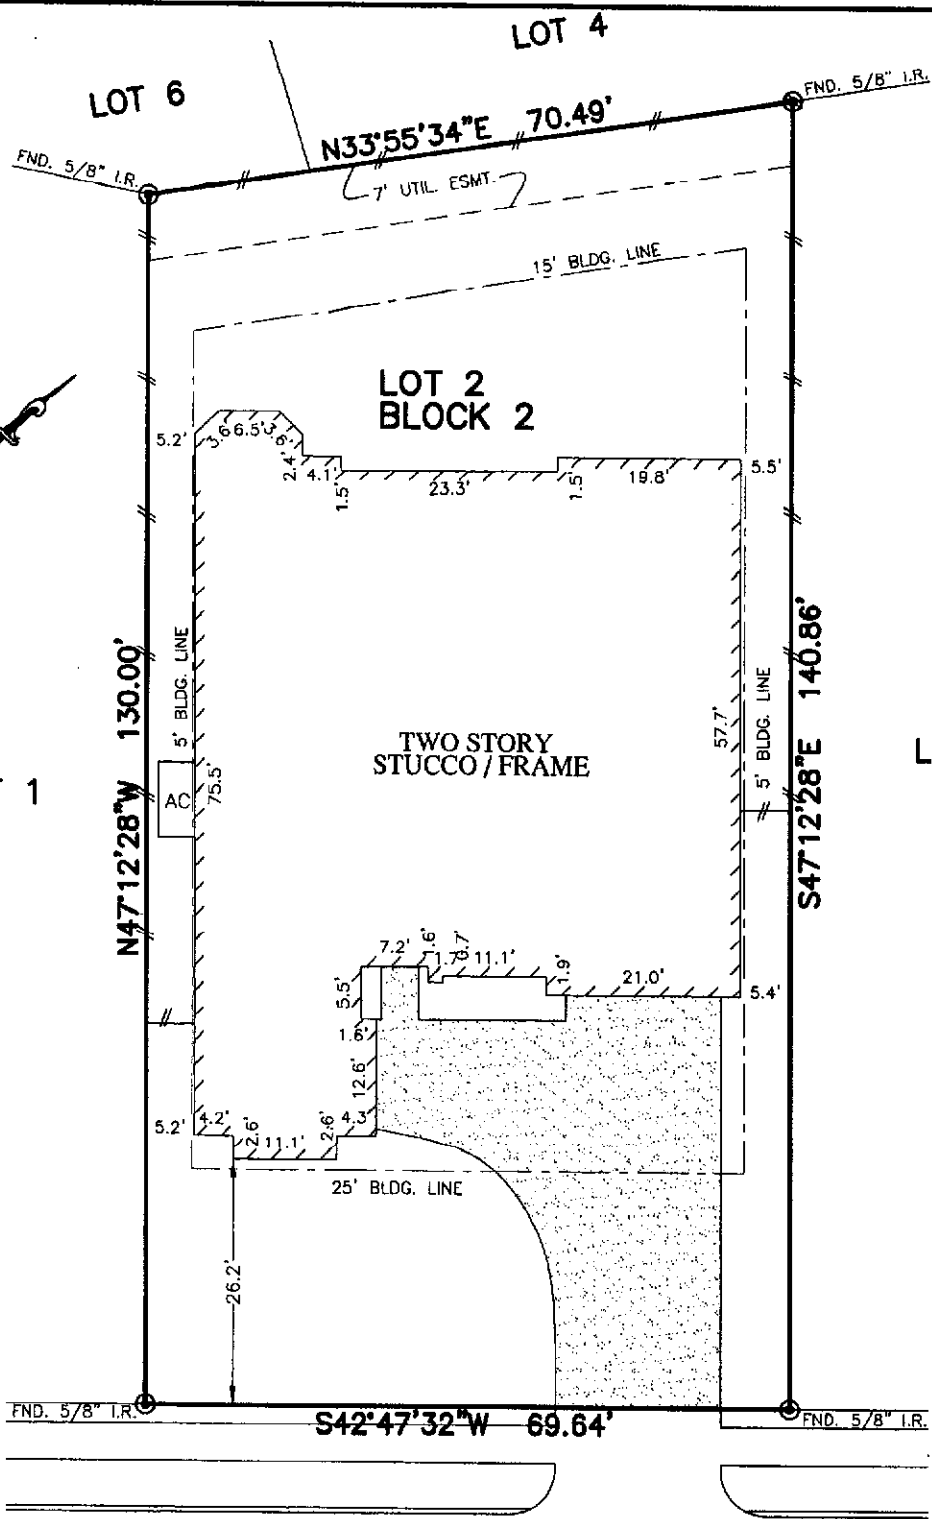 LOT 4
LOT 6
FND. 5/8" I.R.
N33°55'34"E 70.49'
FND. 5/8" I.R.
7' UTIL. ESMT.
15' BLDG. LINE
LOT 2
BLOCK 2
5.2'
3.6'
6.5'
3.6'
2.4'
4.1'
1.5'
23.3'
1.5'
19.8'
5.5'
N47°12'28"W 130.00'
5' BLDG. LINE
75.5'
AC
1
TWO STORY
STUCCO / FRAME
57.7'
5' BLDG. LINE
S47°12'28"E 140.86'
L
7.2'
1.6'
1.7'
0.7'
11.1'
1.9'
21.0'
5.4'
5.5'
1.6'
12.6'
5.2'
4.2'
2.6'
11.1'
2.6'
4.3'
25' BLDG. LINE
26.2'
FND. 5/8" I.R.
S42°47'32"W 69.64'
FND. 5/8" I.R.